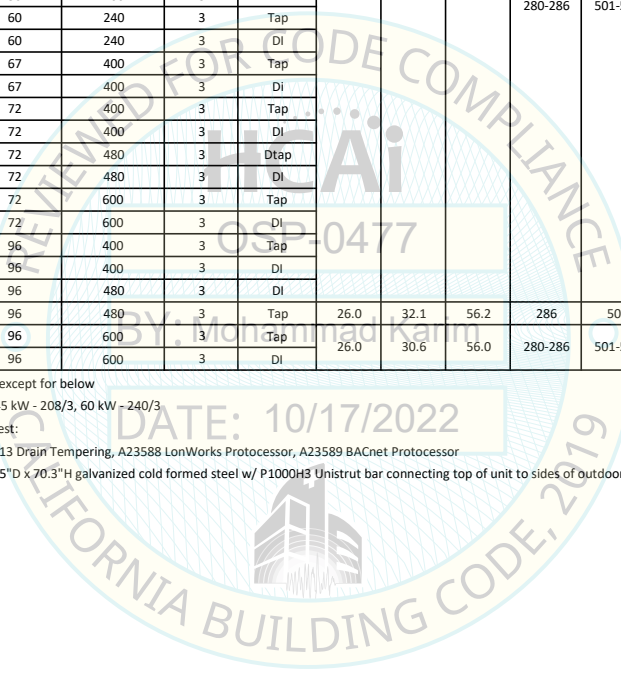 280-286
60 240 3 Tap
60 240 3 DI
67 400 3 Tap
67 400 3 Di
72 400 3 Tap
72 400 3 DI
72 480 3 Dtap
72 480 3 DI
72 600 3 Tap
72 600 3 DI
96 400 3 Tap
96 400 3 DI
96 480 3 DI
96 480 3 Tap 26.0 32.1 56.2 286
96 600 3 Tap 26.0 30.6 56.0 280-286
96 600 3 DI
except for below
5 kW - 208/3, 60 kW - 240/3
est:
13 Drain Tempering, A23588 LonWorks Protocessor, A23589 BACnet Protocessor
5"D x 70.3"H galvanized cold formed steel w/ P1000H3 Unistrut bar connecting top of unit to sides of outdoor
REVIEWED FOR CODE COMPLIANCE
HCAi
OSP-0477
BY: Mohammad Karim
DATE: 10/17/2022
CALIFORNIA BUILDING CODE, 2019